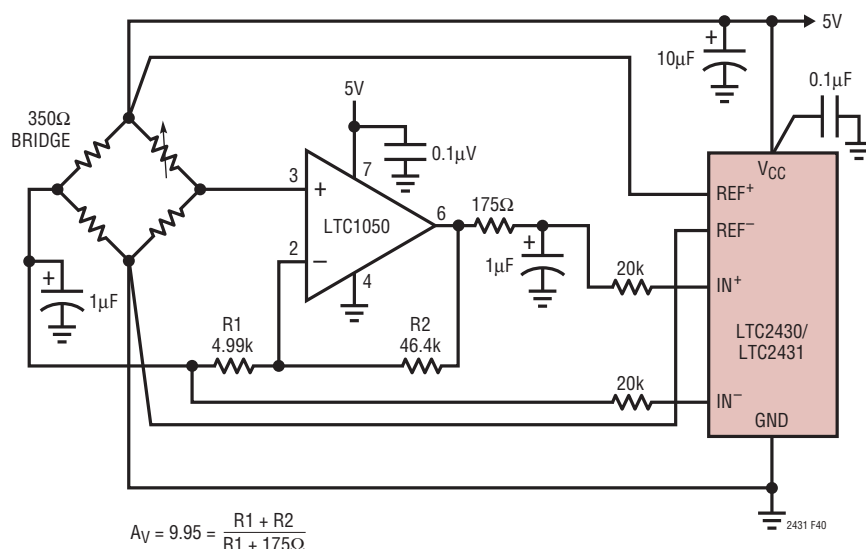 5V
10µF
0.1µF
350Ω
BRIDGE
5V
0.1µV
7
3
+
LTC1050
6
175Ω
2
−
4
+
1µF
+
1µF
+
R1
4.99k
R2
46.4k
20k
20k
VCC
REF+
REF−
IN+
LTC2430/
LTC2431
IN−
GND
2431 F40
AV = 9.95 = R1 + R2
R1 + 175Ω